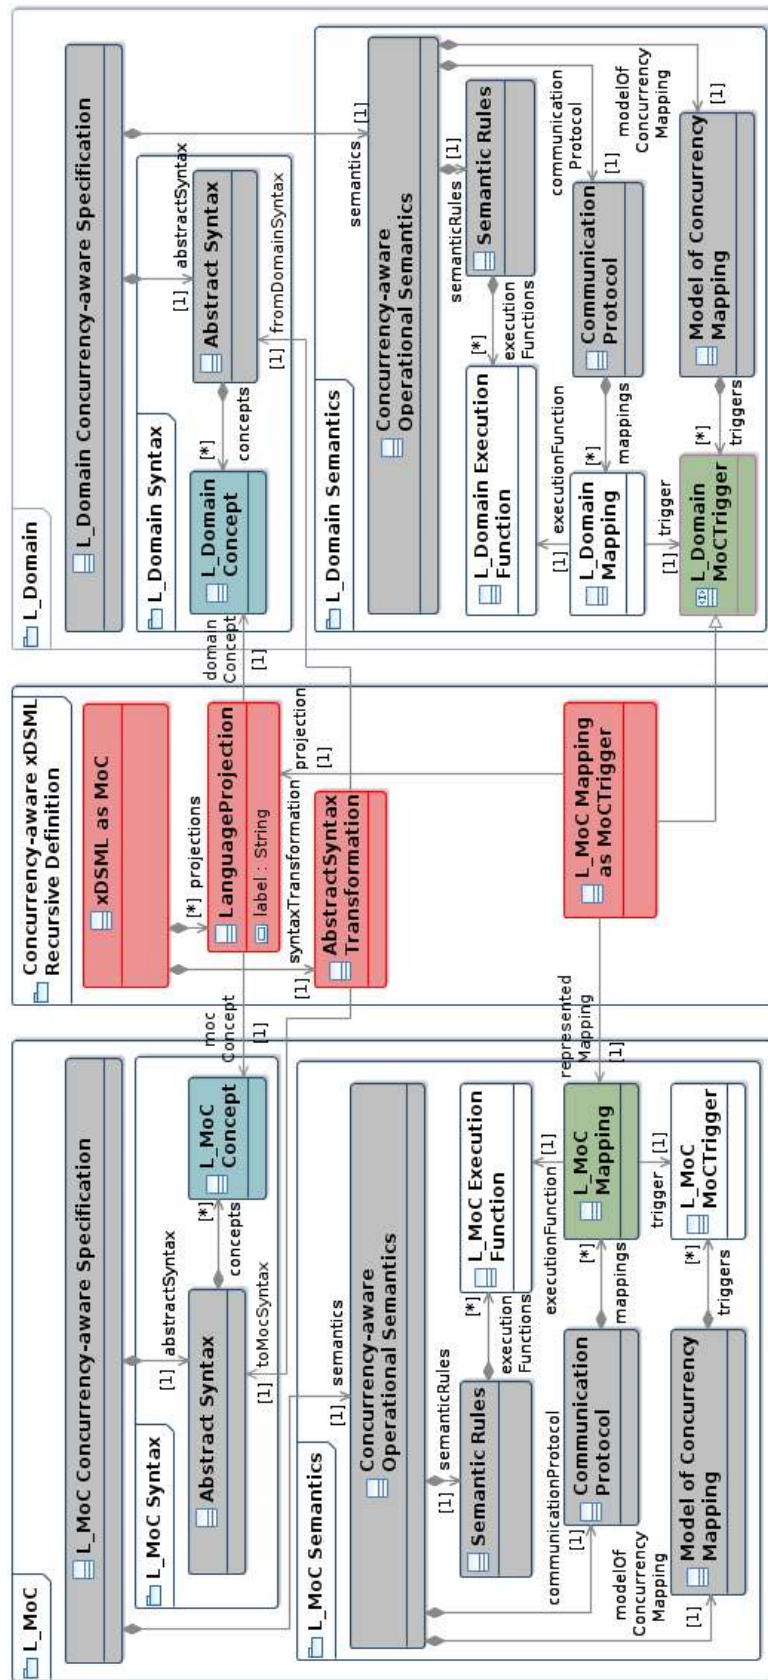 L_MoC
L_MoC Concurrency-aware Specification
abstractSyntax
[1]
L_MoC Syntax
Abstract Syntax
[*]
concepts
L_MoC
Concept
[1]
toMocSyntax
[1]
semantics
L_MoC Semantics
Concurrency-aware
Operational Semantics
[1]
semanticRules
Semantic Rules
[*]
execution
Functions
L_MoC Execution
Function
communicationProtocol
[1]
Communication
Protocol
[*]
mappings
executionFunction
[1]
L_MoC
Mapping
trigger
[1]
modelOf
Concurrency
Mapping
[1]
Model of Concurrency
Mapping
[*]
triggers
L_MoC
MoCTrigger
Concurrency-aware xDSML
Recursive Definition
xDSML as MoC
[*]
projections
LanguageProjection
label : String
moc
Concept
[1]
domain
Concept
[1]
syntaxTransformation
[1]
AbstractSyntax
Transformation
projection
[1]
L_MoC Mapping
as MoCTrigger
represented
Mapping
[1]
L_Domain
L_Domain Concurrency-aware Specification
abstractSyntax
[1]
L_Domain Syntax
L_Domain
Concept
[*]
concepts
Abstract Syntax
[1]
fromDomainSyntax
semantics
[1]
L_Domain Semantics
Concurrency-aware
Operational Semantics
semanticRules
[1]
Semantic Rules
[*]
execution
Functions
L_Domain Execution
Function
communication
Protocol
[1]
Communication
Protocol
[*]
mappings
executionFunction
[1]
L_Domain
Mapping
trigger
[1]
modelOf
Concurrency
Mapping
[1]
Model of Concurrency
Mapping
[*]
triggers
L_Domain
MoCTrigger